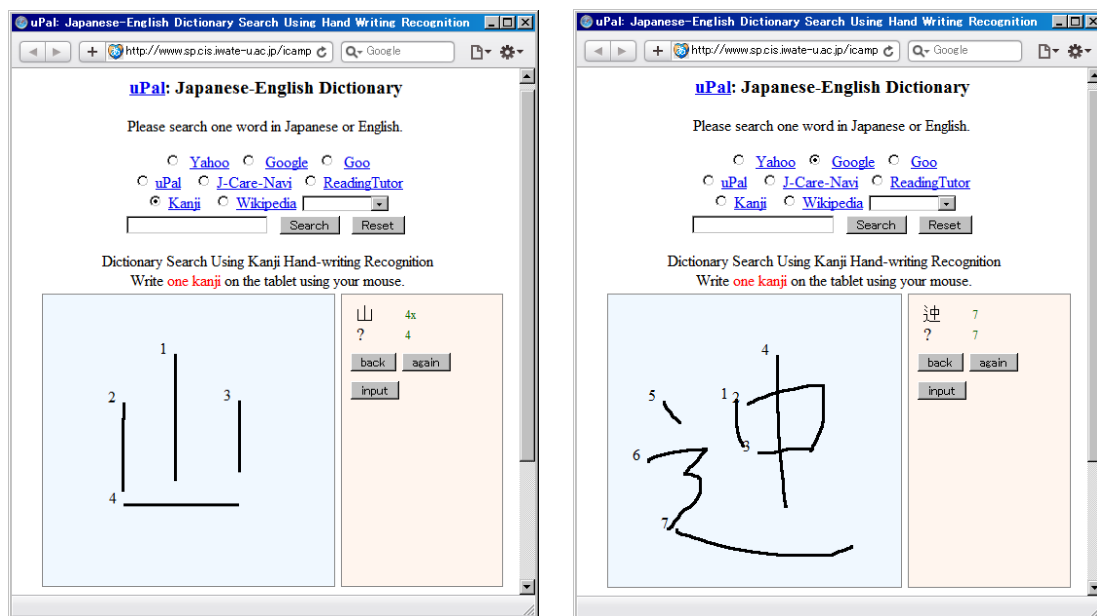 uPal: Japanese-English Dictionary Search Using Hand Writing Recognition
http://www.sp.cis.iwate-u.ac.jp/icamp
Google
uPal: Japanese-English Dictionary
Please search one word in Japanese or English.
Yahoo Google Goo
uPal J-Care-Navi ReadingTutor
Kanji Wikipedia
Search Reset
Dictionary Search Using Kanji Hand-writing Recognition
Write one kanji on the tablet using your mouse.
1
2 3
4
山 4x
? 4
back again
input
uPal: Japanese-English Dictionary Search Using Hand Writing Recognition
http://www.sp.cis.iwate-u.ac.jp/icamp
Google
uPal: Japanese-English Dictionary
Please search one word in Japanese or English.
Yahoo Google Goo
uPal J-Care-Navi ReadingTutor
Kanji Wikipedia
Search Reset
Dictionary Search Using Kanji Hand-writing Recognition
Write one kanji on the tablet using your mouse.
4
5 1 2
6 3
7
7
? 7
back again
input